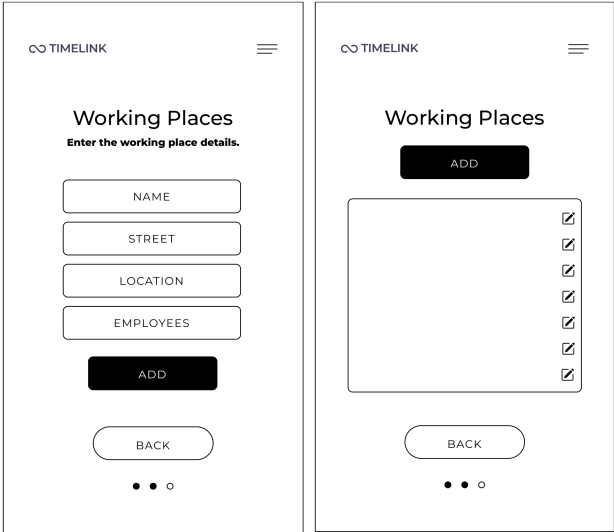 TIMELINK
Working Places
Enter the working place details.
NAME
STREET
LOCATION
EMPLOYEES
ADD
BACK
TIMELINK
Working Places
ADD
BACK